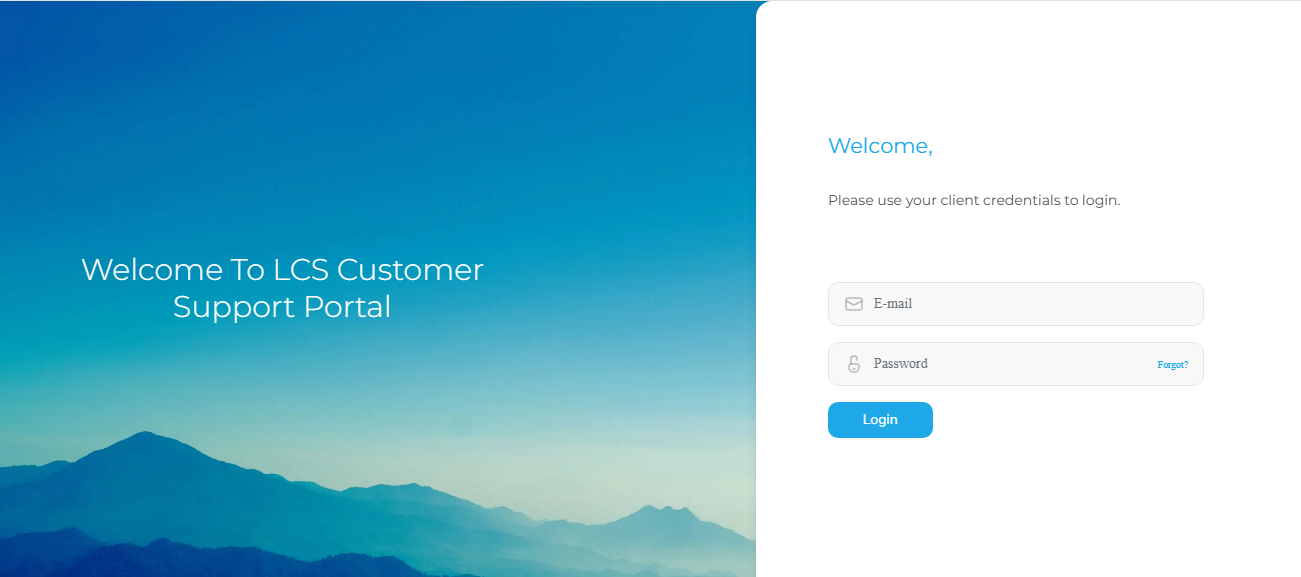 Welcome To LCS Customer
Support Portal
Welcome,
Please use your client credentials to login.
E-mail
Password
Forgot?
Login